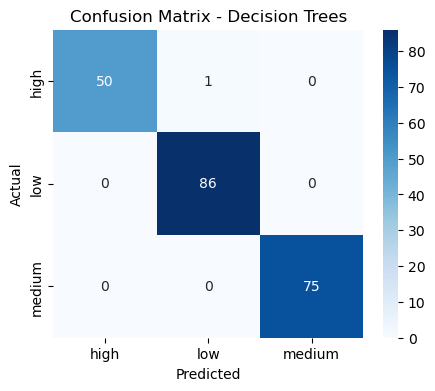 Confusion Matrix - Decision Trees
Actual
high
50 1 0
low
0 86 0
medium
0 0 75
high low medium
Predicted
80
70
60
50
40
30
20
10
0